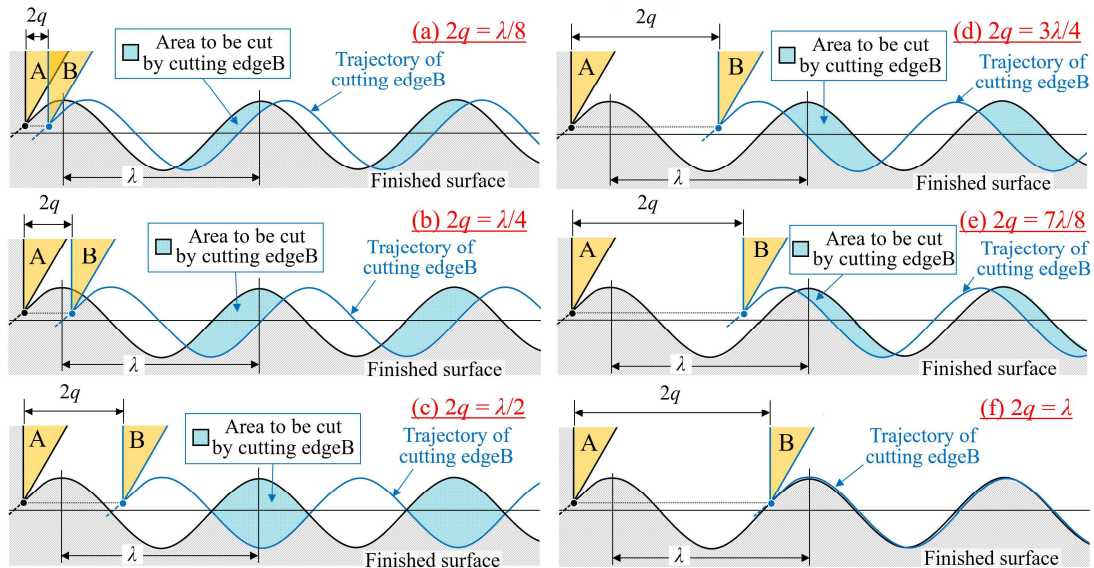 2q
A
B
(a) 2q = λ/8
Area to be cut
by cutting edgeB
Trajectory of
cutting edgeB
λ
Finished surface
2q
A
B
(b) 2q = λ/4
Area to be cut
by cutting edgeB
Trajectory of
cutting edgeB
λ
Finished surface
2q
A
B
(c) 2q = λ/2
Area to be cut
by cutting edgeB
Trajectory of
cutting edgeB
λ
Finished surface
2q
A
B
(d) 2q = 3λ/4
Area to be cut
by cutting edgeB
Trajectory of
cutting edgeB
λ
Finished surface
2q
A
B
(e) 2q = 7λ/8
Area to be cut
by cutting edgeB
Trajectory of
cutting edgeB
λ
Finished surface
2q
A
B
(f) 2q = λ
Trajectory of
cutting edgeB
λ
Finished surface